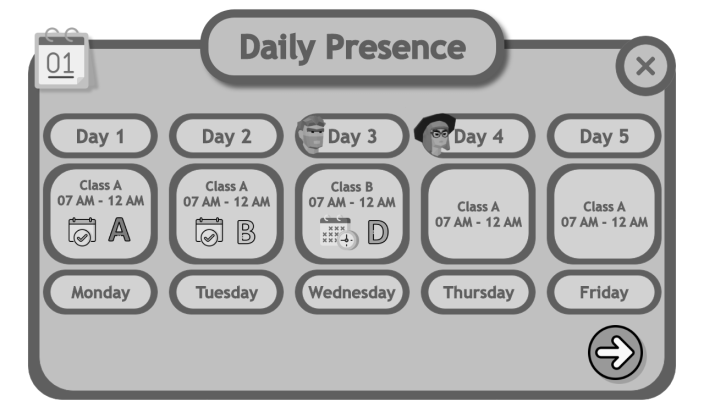 01
Daily Presence
Day 1
Day 2
Day 3
Day 4
Day 5
Class A
07 AM - 12 AM
A
Class A
07 AM - 12 AM
B
Class B
07 AM - 12 AM
D
Class A
07 AM - 12 AM
Class A
07 AM - 12 AM
Monday
Tuesday
Wednesday
Thursday
Friday